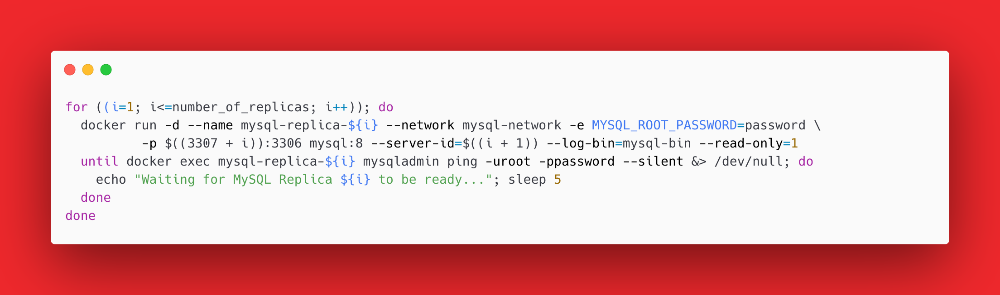 for ((i=1; i<=number_of_replicas; i++)); do
  docker run -d --name mysql-replica-${i} --network mysql-network -e MYSQL_ROOT_PASSWORD=password \
          -p $((3307 + i)):3306 mysql:8 --server-id=$((i + 1)) --log-bin=mysql-bin --read-only=1
  until docker exec mysql-replica-${i} mysqladmin ping -uroot -ppassword --silent &> /dev/null; do
    echo "Waiting for MySQL Replica ${i} to be ready..."; sleep 5
  done
done